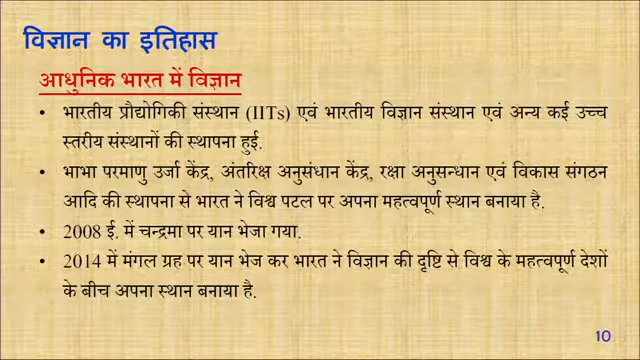 विज्ञान का इतिहास
आधुनिक भारत में विज्ञान
• भारतीय प्रौद्योगिकी संस्थान (IITs) एवं भारतीय विज्ञान संस्थान एवं अन्य कई उच्च
स्तरीय संस्थानों की स्थापना हुई.
• भाभा परमाणु उर्जा केंद्र, अंतरिक्ष अनुसंधान केंद्र, रक्षा अनुसन्धान एवं विकास संगठन
आदि की स्थापना से भारत ने विश्व पटल पर अपना महत्वपूर्ण स्थान बनाया है.
• 2008 ई. में चन्द्रमा पर यान भेजा गया.
• 2014 में मंगल ग्रह पर यान भेज कर भारत ने विज्ञान की दृष्टि से विश्व के महत्वपूर्ण देशों
के बीच अपना स्थान बनाया है.
10